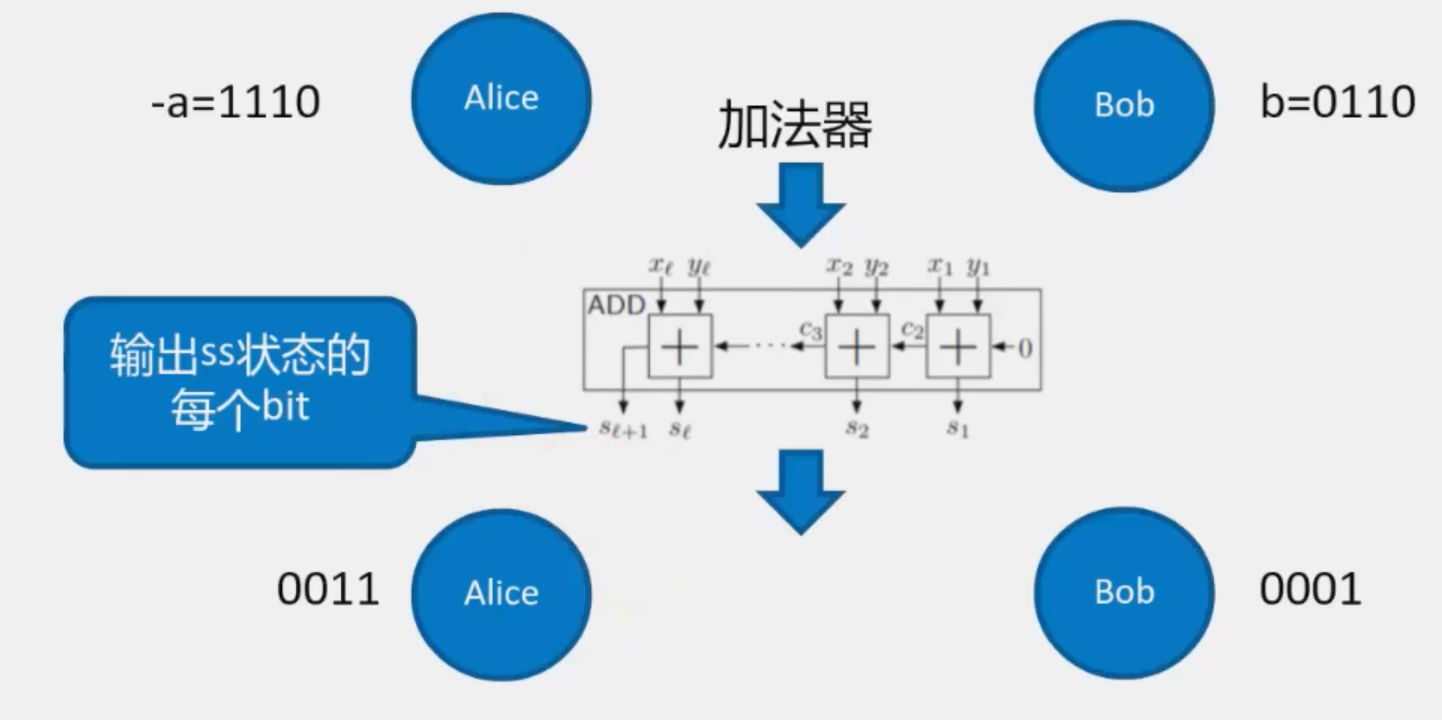 -a=1110
Alice
加法器
Bob
b=0110
xℓ yℓ x2 y2 x1 y1
ADD
+ ··· c3 + c2 + 0
sℓ+1 sℓ s2 s1
输出ss状态的
每个bit
0011
Alice
Bob
0001